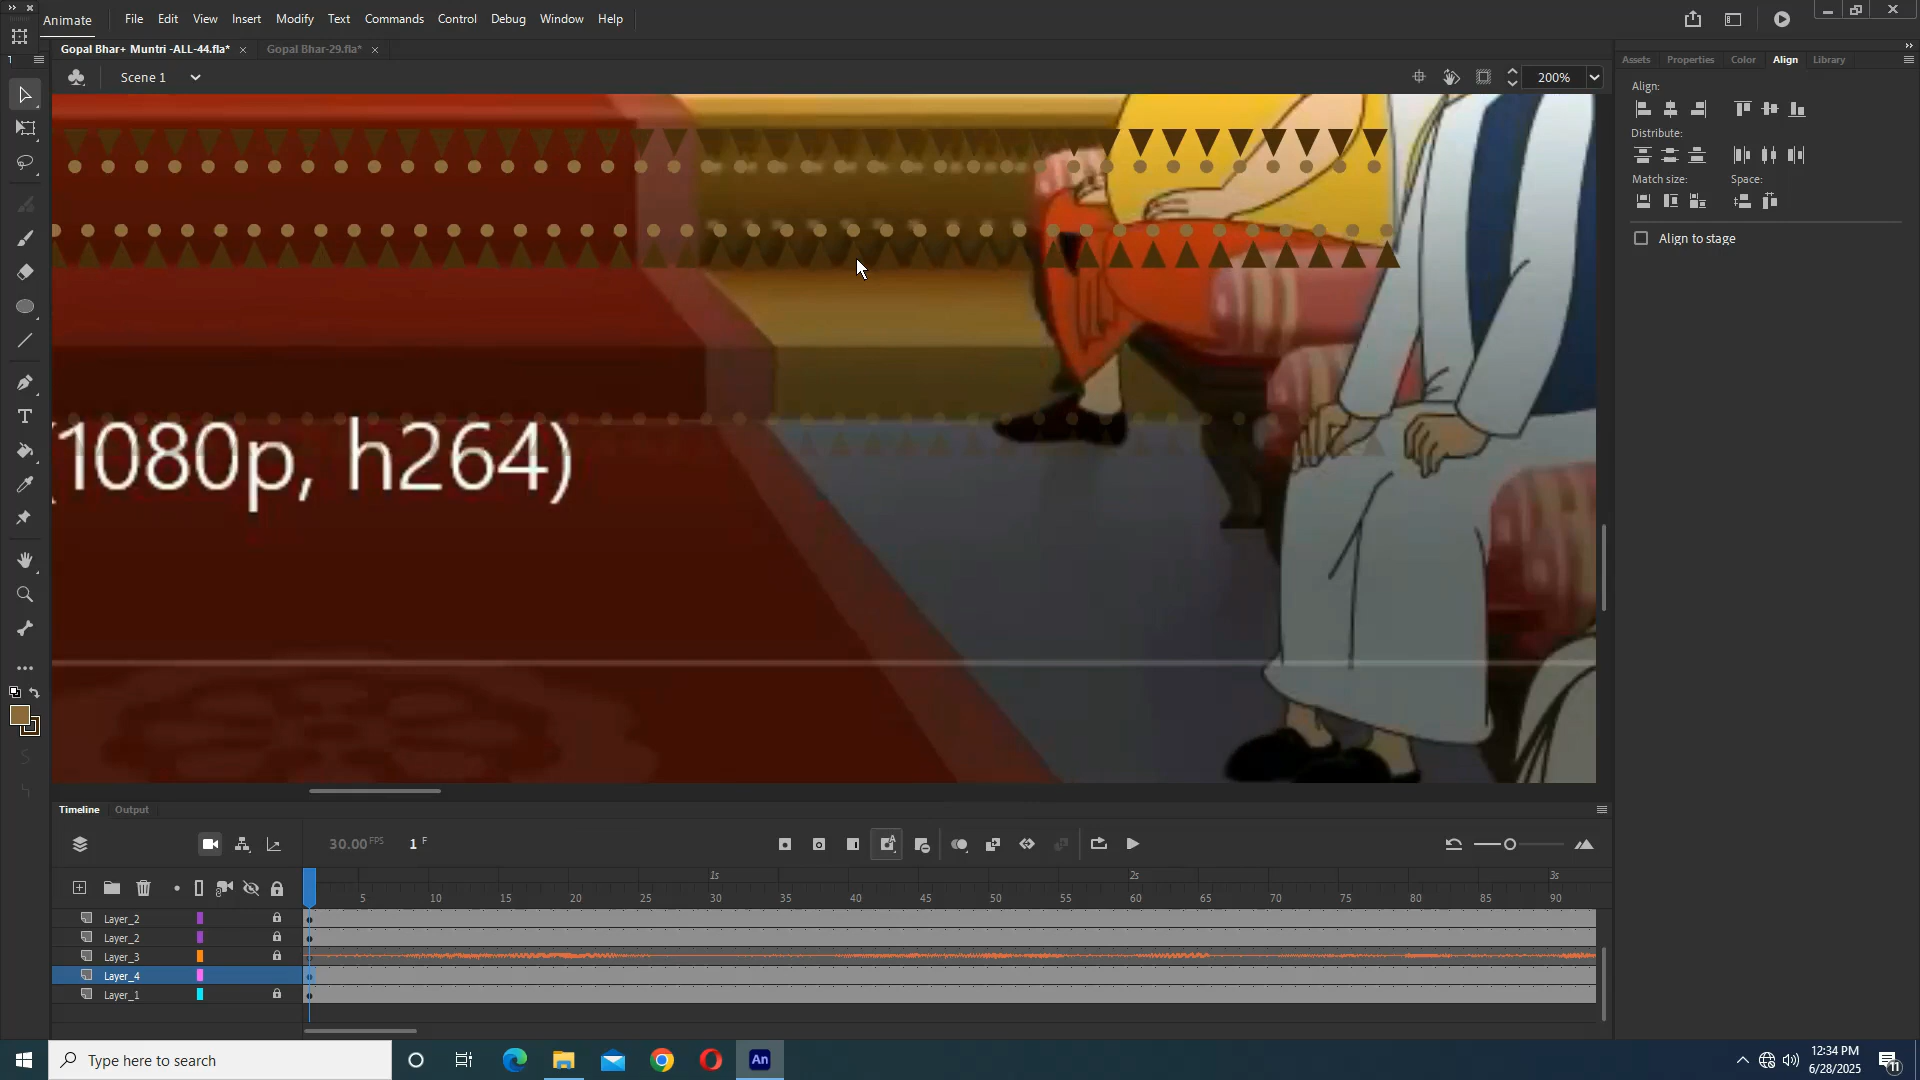 Animate File Edit View Insert Modify Text Commands Control Debug Window Help
Gopal Bhar+ Muntri -ALL-44.fla* Gopal Bhar-29.fla*
Scene 1 200%
Assets Properties Color Align Library
Align:
Distribute:
Match size: Space:
Align to stage
(1080p, h264)
Timeline Output
30.00 FPS 1 F
1s 2s 3s
5 10 15 20 25 30 35 40 45 50 55 60 65 70 75 80 85 90
Layer_2
Layer_2
Layer_3
Layer_4
Layer_1
Type here to search
An
12:34 PM
6/28/2025
11